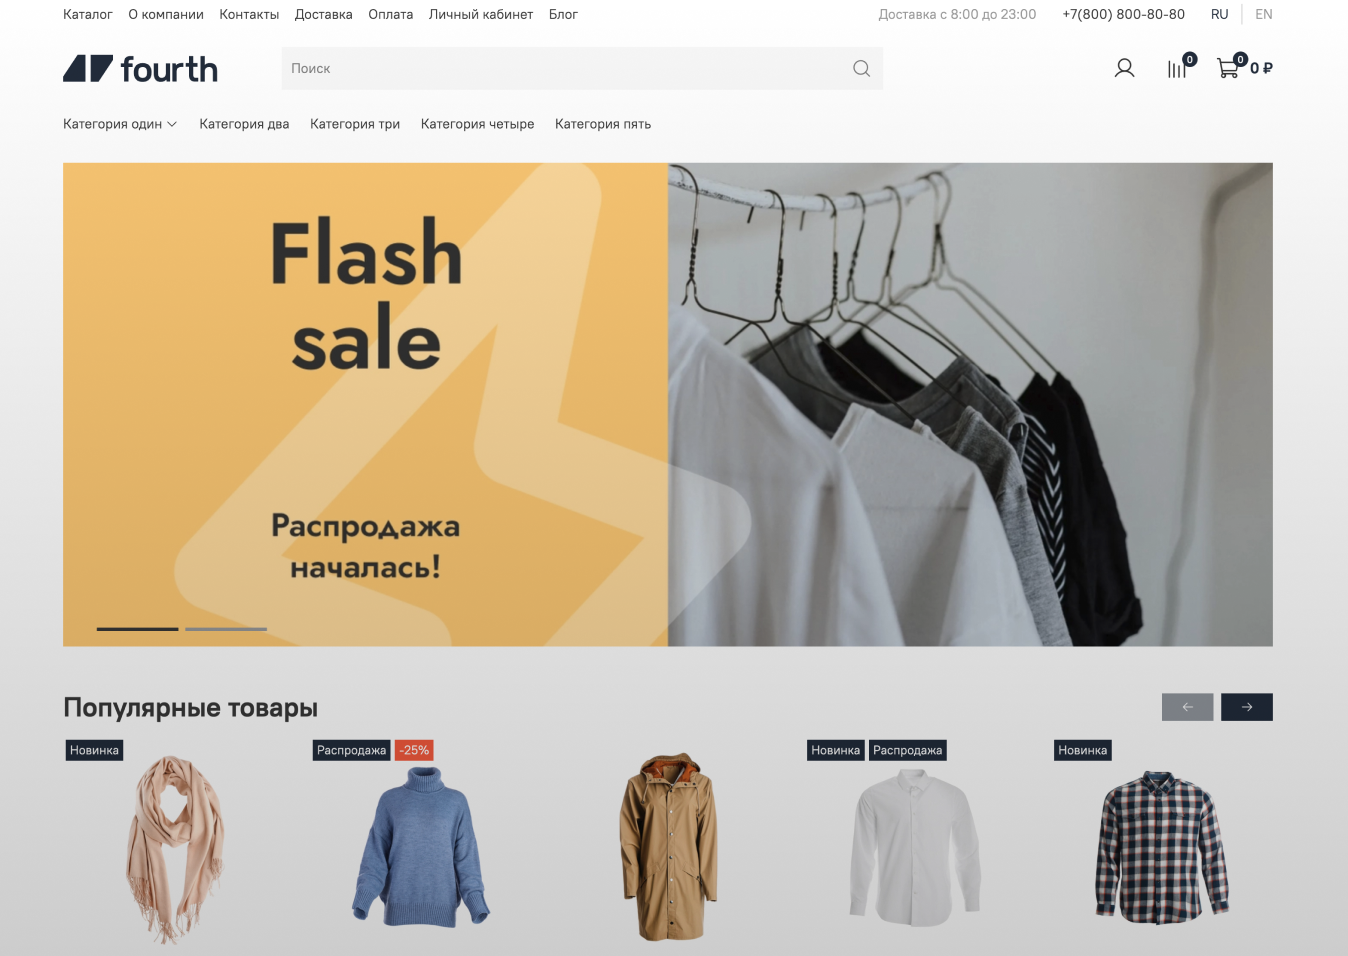 Каталог О компании Контакты Доставка Оплата Личный кабинет Блог Доставка с 8:00 до 23:00 +7(800) 800-80-80 RU EN
fourth Поиск 0 0 0 ₽
Категория один Категория два Категория три Категория четыре Категория пять
Flash
sale
Распродажа
началась!
Популярные товары
Новинка Распродажа -25% Новинка Распродажа Новинка